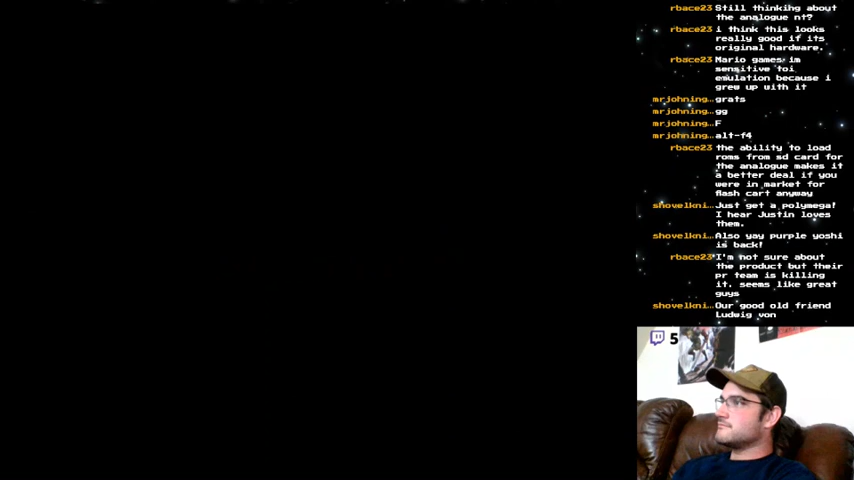 rbace23 Still thinking about
the analogue nt?
rbace23 i think this looks
really good if its
original hardware.
rbace23 Mario games im
sensitive toi
emulation because i
grew up with it
mrjohning… grats
mrjohning… gg
mrjohning… F
mrjohning… alt-f4
rbace23 the ability to load
roms from sd card for
the analogue makes it
a better deal if you
were in market for
flash cart anyway
shovelkni… Just get a polymega!
I hear Justin loves
them.
shovelkni… Also yay purple yoshi
is back!
rbace23 I'm not sure about
the product but their
pr team is killing
it. seems like great
guys
shovelkni… Our good old friend
Ludwig von
5